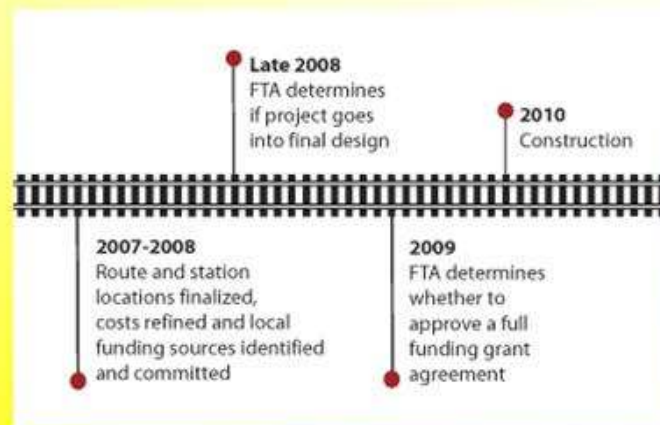 Late 2008
FTA determines
if project goes
into final design
2010
Construction
2007-2008
Route and station
locations finalized,
costs refined and local
funding sources identified
and committed
2009
FTA determines
whether to
approve a full
funding grant
agreement